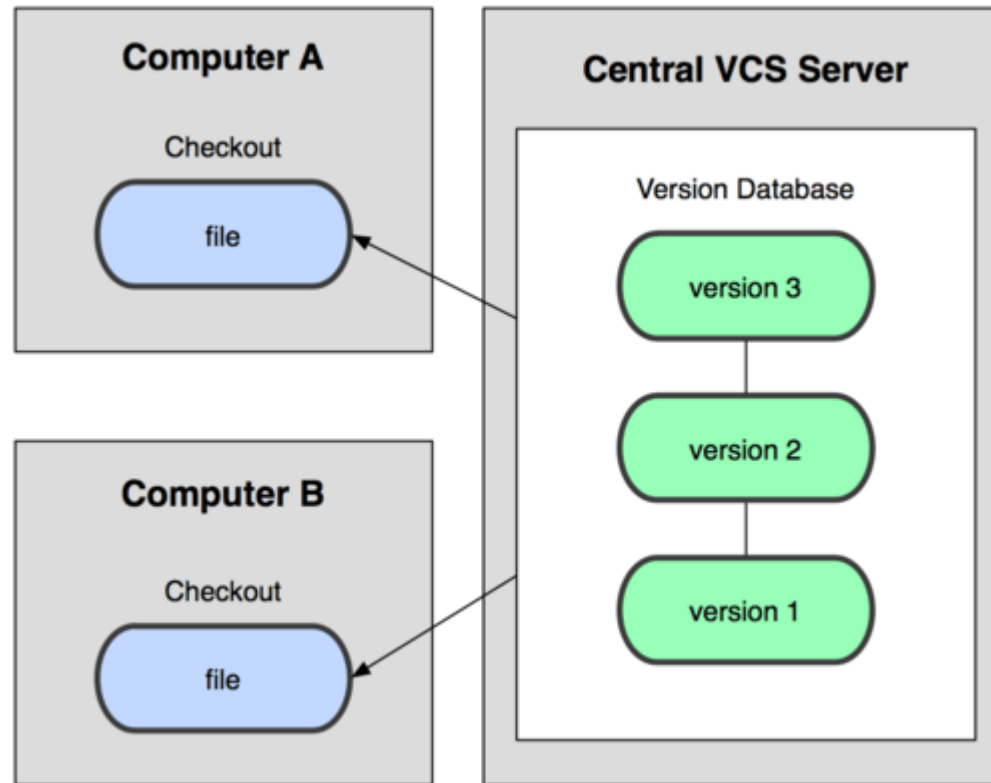 Computer A
Checkout
file
Computer B
Checkout
file
Central VCS Server
Version Database
version 3
version 2
version 1